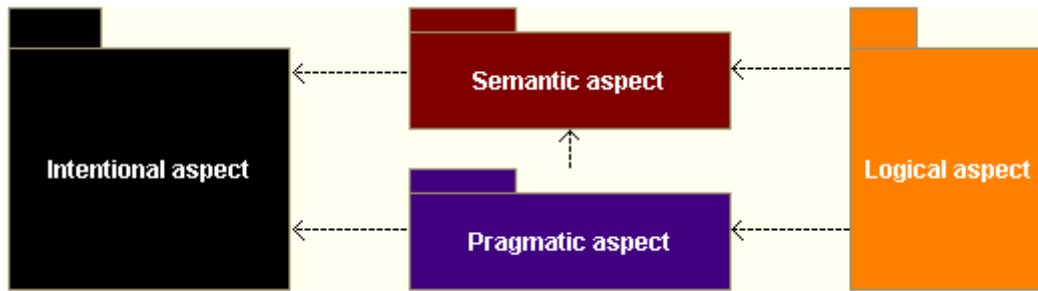 Semantic aspect
Intentional aspect
Logical aspect
Pragmatic aspect